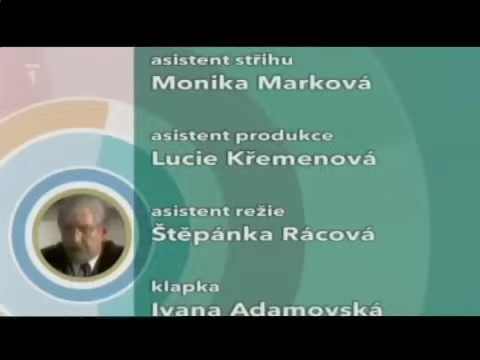 asistent střihu
Monika Marková
asistent produkce
Lucie Křemenová
asistent režie
Štěpánka Rácová
klapka
Ivana Adamovská